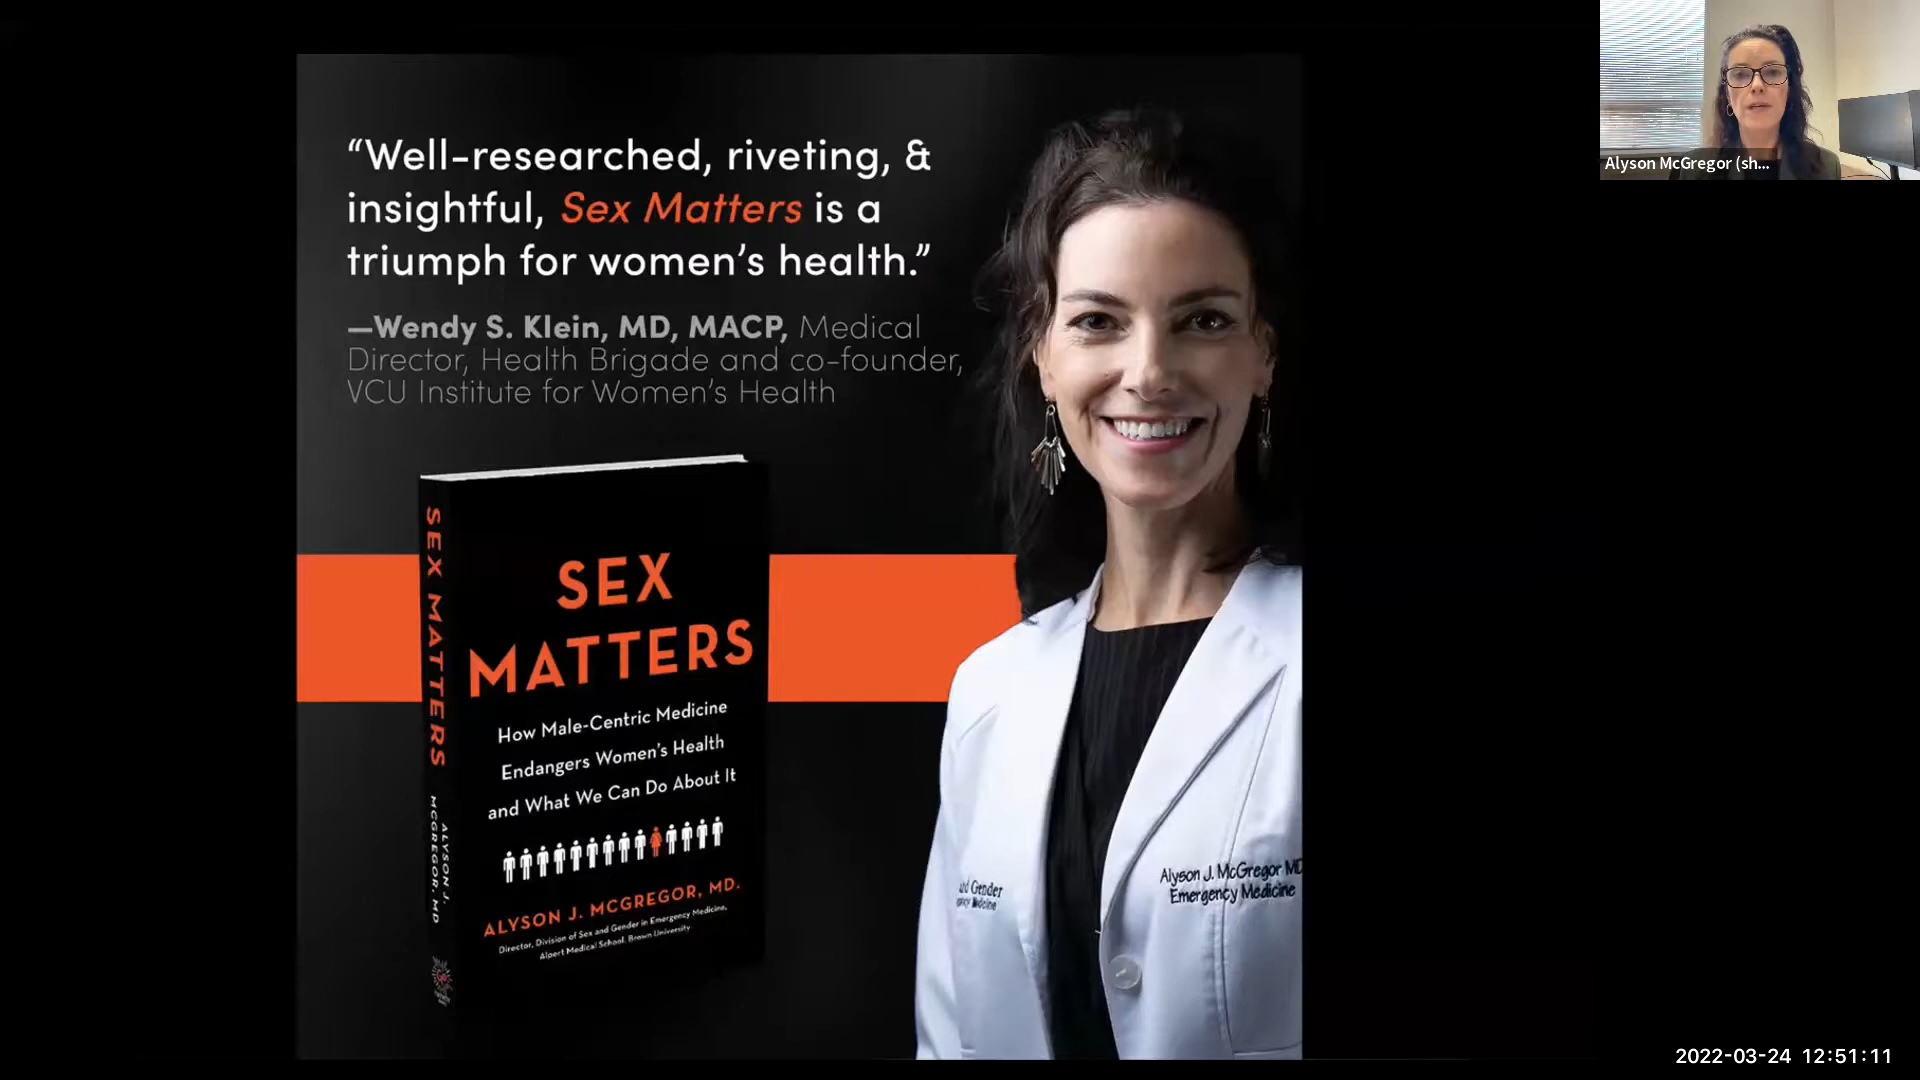 “Well-researched, riveting, &
insightful, Sex Matters is a
triumph for women’s health.”
—Wendy S. Klein, MD, MACP, Medical
Director, Health Brigade and co-founder,
VCU Institute for Women’s Health
SEX MATTERS
ALYSON J.
MCGREGOR, MD
SEX
MATTERS
How Male-Centric Medicine
Endangers Women’s Health
and What We Can Do About It
ALYSON J. MCGREGOR, MD.
Director, Division of Sex and Gender in Emergency Medicine,
Alpert Medical School, Brown University
and Gender
Medicine
Alyson J. McGregor MD
Emergency Medicine
Alyson McGregor (sh...
2022-03-24 12:51:11